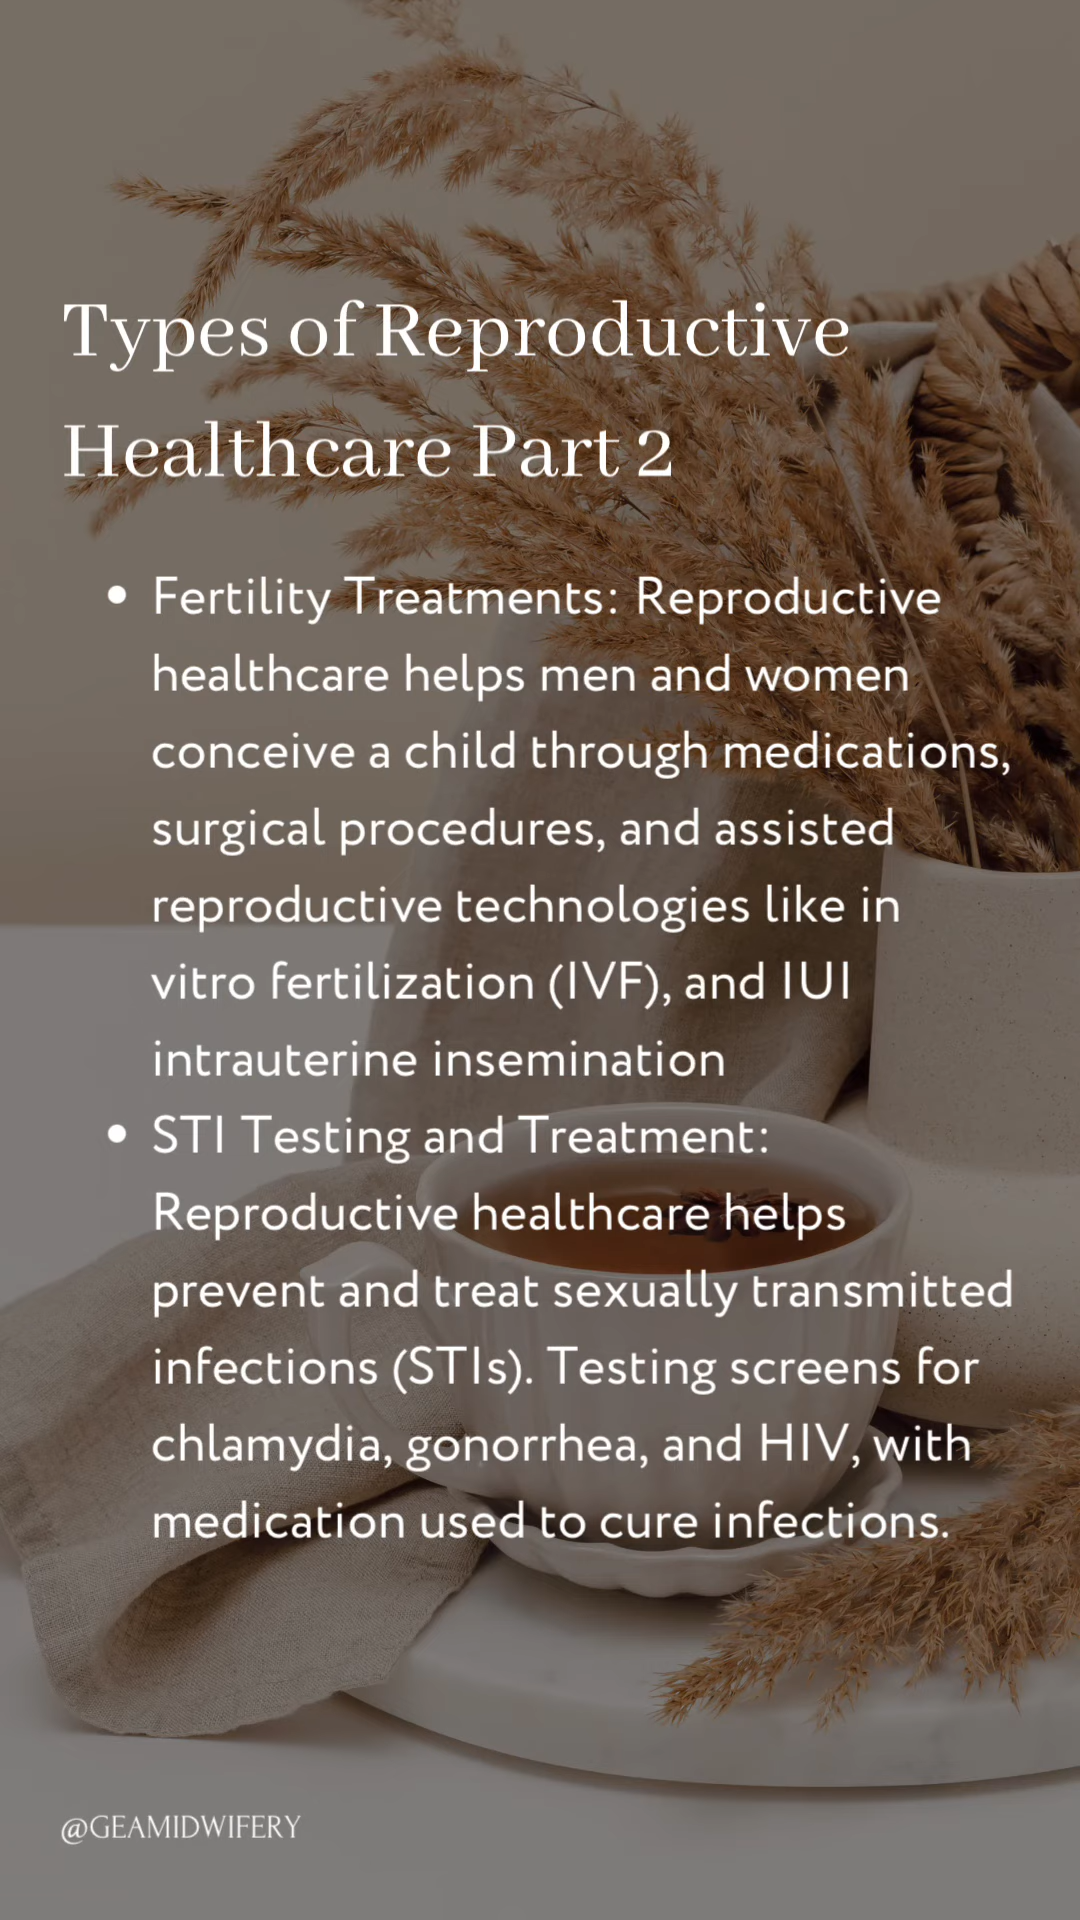 Types of Reproductive
Healthcare Part 2
• Fertility Treatments: Reproductive
healthcare helps men and women
conceive a child through medications,
surgical procedures, and assisted
reproductive technologies like in
vitro fertilization (IVF), and IUI
intrauterine insemination
• STI Testing and Treatment:
Reproductive healthcare helps
prevent and treat sexually transmitted
infections (STIs). Testing screens for
chlamydia, gonorrhea, and HIV, with
medication used to cure infections.
@GEAMIDWIFERY